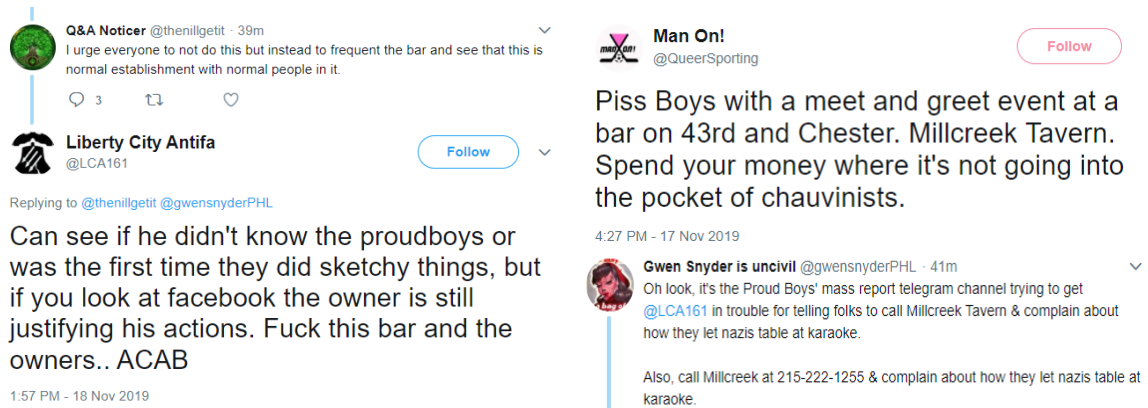 Q&A Noticer @thenillgetit · 39m
I urge everyone to not do this but instead to frequent the bar and see that this is
normal establishment with normal people in it.
3
Liberty City Antifa
@LCA161
Follow
Replying to @thenillgetit @gwensnyderPHL
Can see if he didn't know the proudboys or
was the first time they did sketchy things, but
if you look at facebook the owner is still
justifying his actions. Fuck this bar and the
owners.. ACAB
1:57 PM - 18 Nov 2019
MAN ON!
Man On!
@QueerSporting
Follow
Piss Boys with a meet and greet event at a
bar on 43rd and Chester. Millcreek Tavern.
Spend your money where it's not going into
the pocket of chauvinists.
4:27 PM - 17 Nov 2019
Gwen Snyder is uncivil @gwensnyderPHL · 41m
Oh look, it's the Proud Boys' mass report telegram channel trying to get
@LCA161 in trouble for telling folks to call Millcreek Tavern & complain about
how they let nazis table at karaoke.
Also, call Millcreek at 215-222-1255 & complain about how they let nazis table at
karaoke.